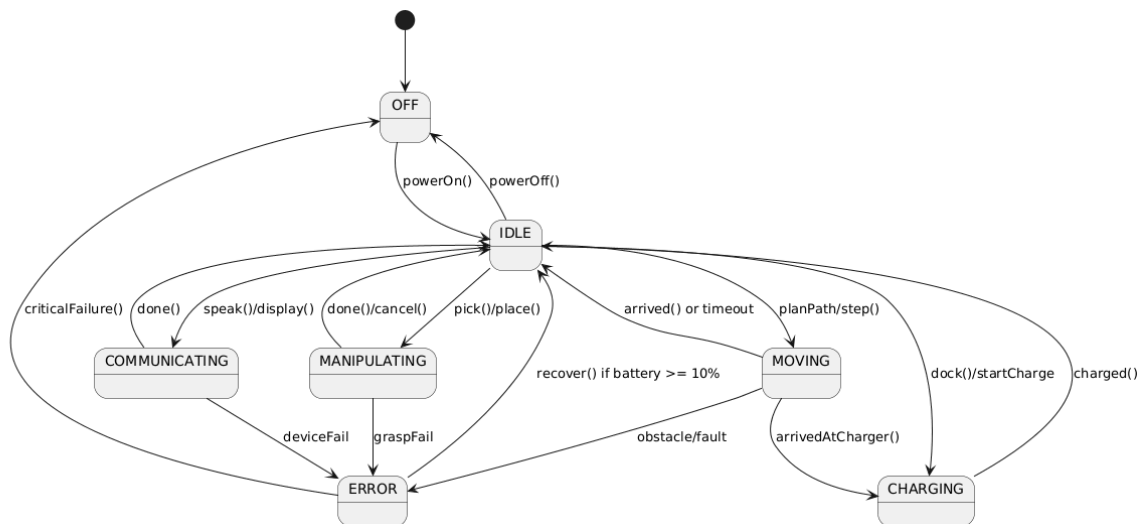 OFF
powerOn()
powerOff()
IDLE
criticalFailure()
done()
speak()/display()
done()/cancel()
pick()/place()
arrived() or timeout
planPath/step()
COMMUNICATING
MANIPULATING
MOVING
recover() if battery >= 10%
dock()/startCharge
charged()
deviceFail
graspFail
obstacle/fault
arrivedAtCharger()
ERROR
CHARGING